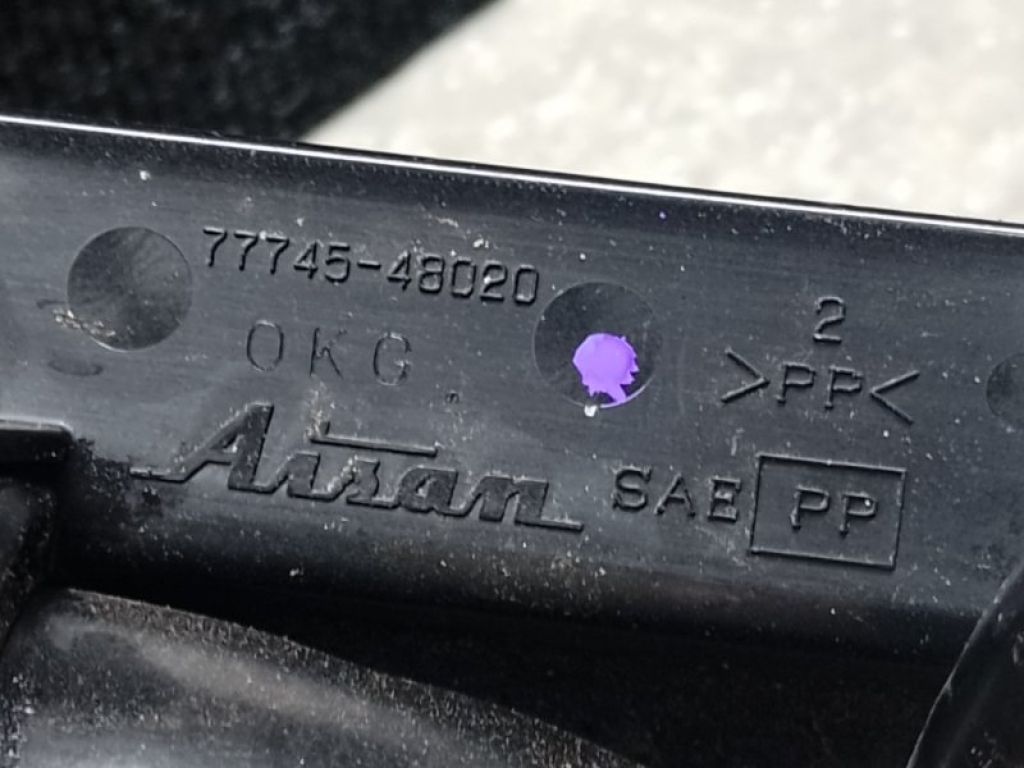 77745-48020
OKG
Aisan
2
>PP<
SAE PP